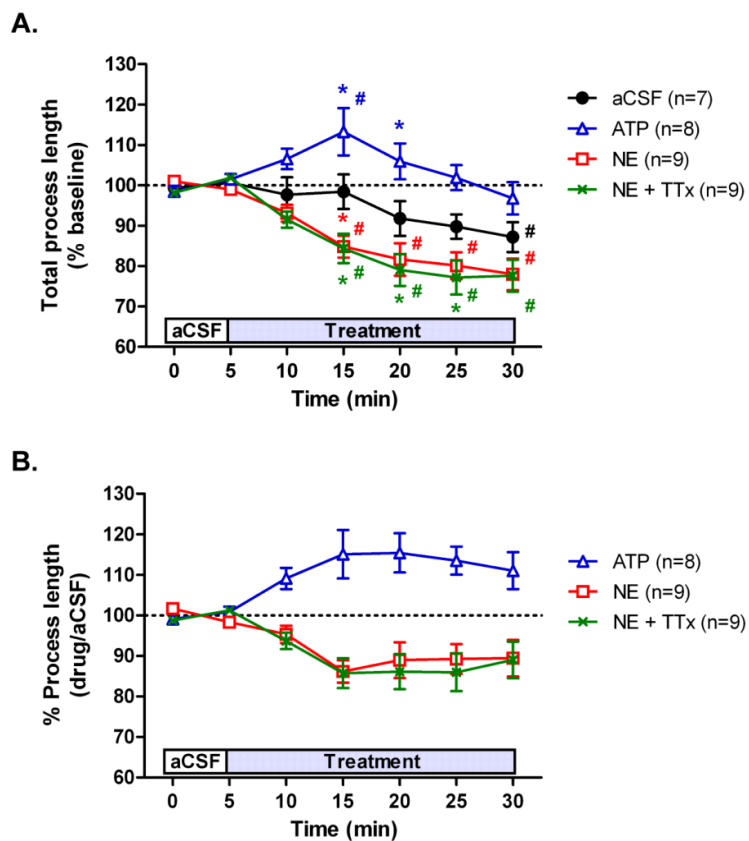 A.
130
120
110
100
90
80
70
60
Total process length
(% baseline)
* #
*
*
#
#
#
#
#
*
#
* #
* #
#
aCSF Treatment
0 5 10 15 20 25 30
Time (min)
aCSF (n=7)
ATP (n=8)
NE (n=9)
NE + TTx (n=9)
B.
130
120
110
100
90
80
70
60
% Process length
(drug/aCSF)
aCSF Treatment
0 5 10 15 20 25 30
Time (min)
ATP (n=8)
NE (n=9)
NE + TTx (n=9)